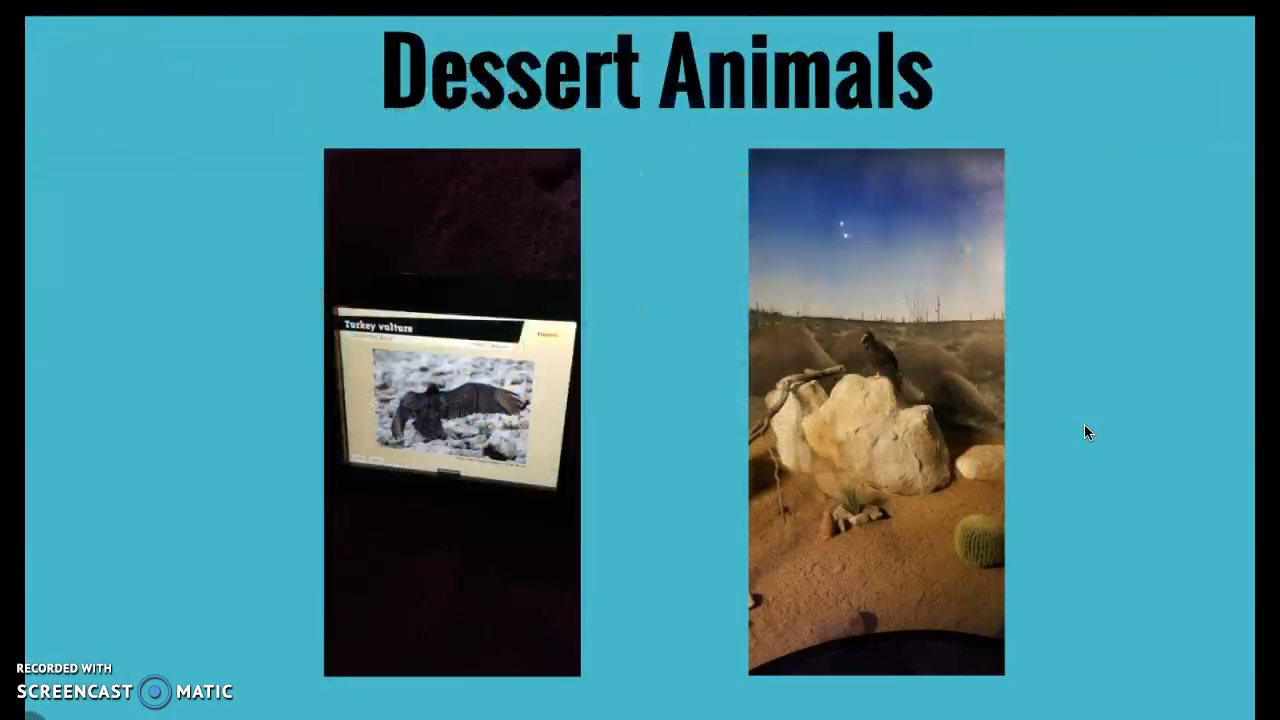 Dessert Animals
Turkey vulture
RECORDED WITH
SCREENCAST MATIC